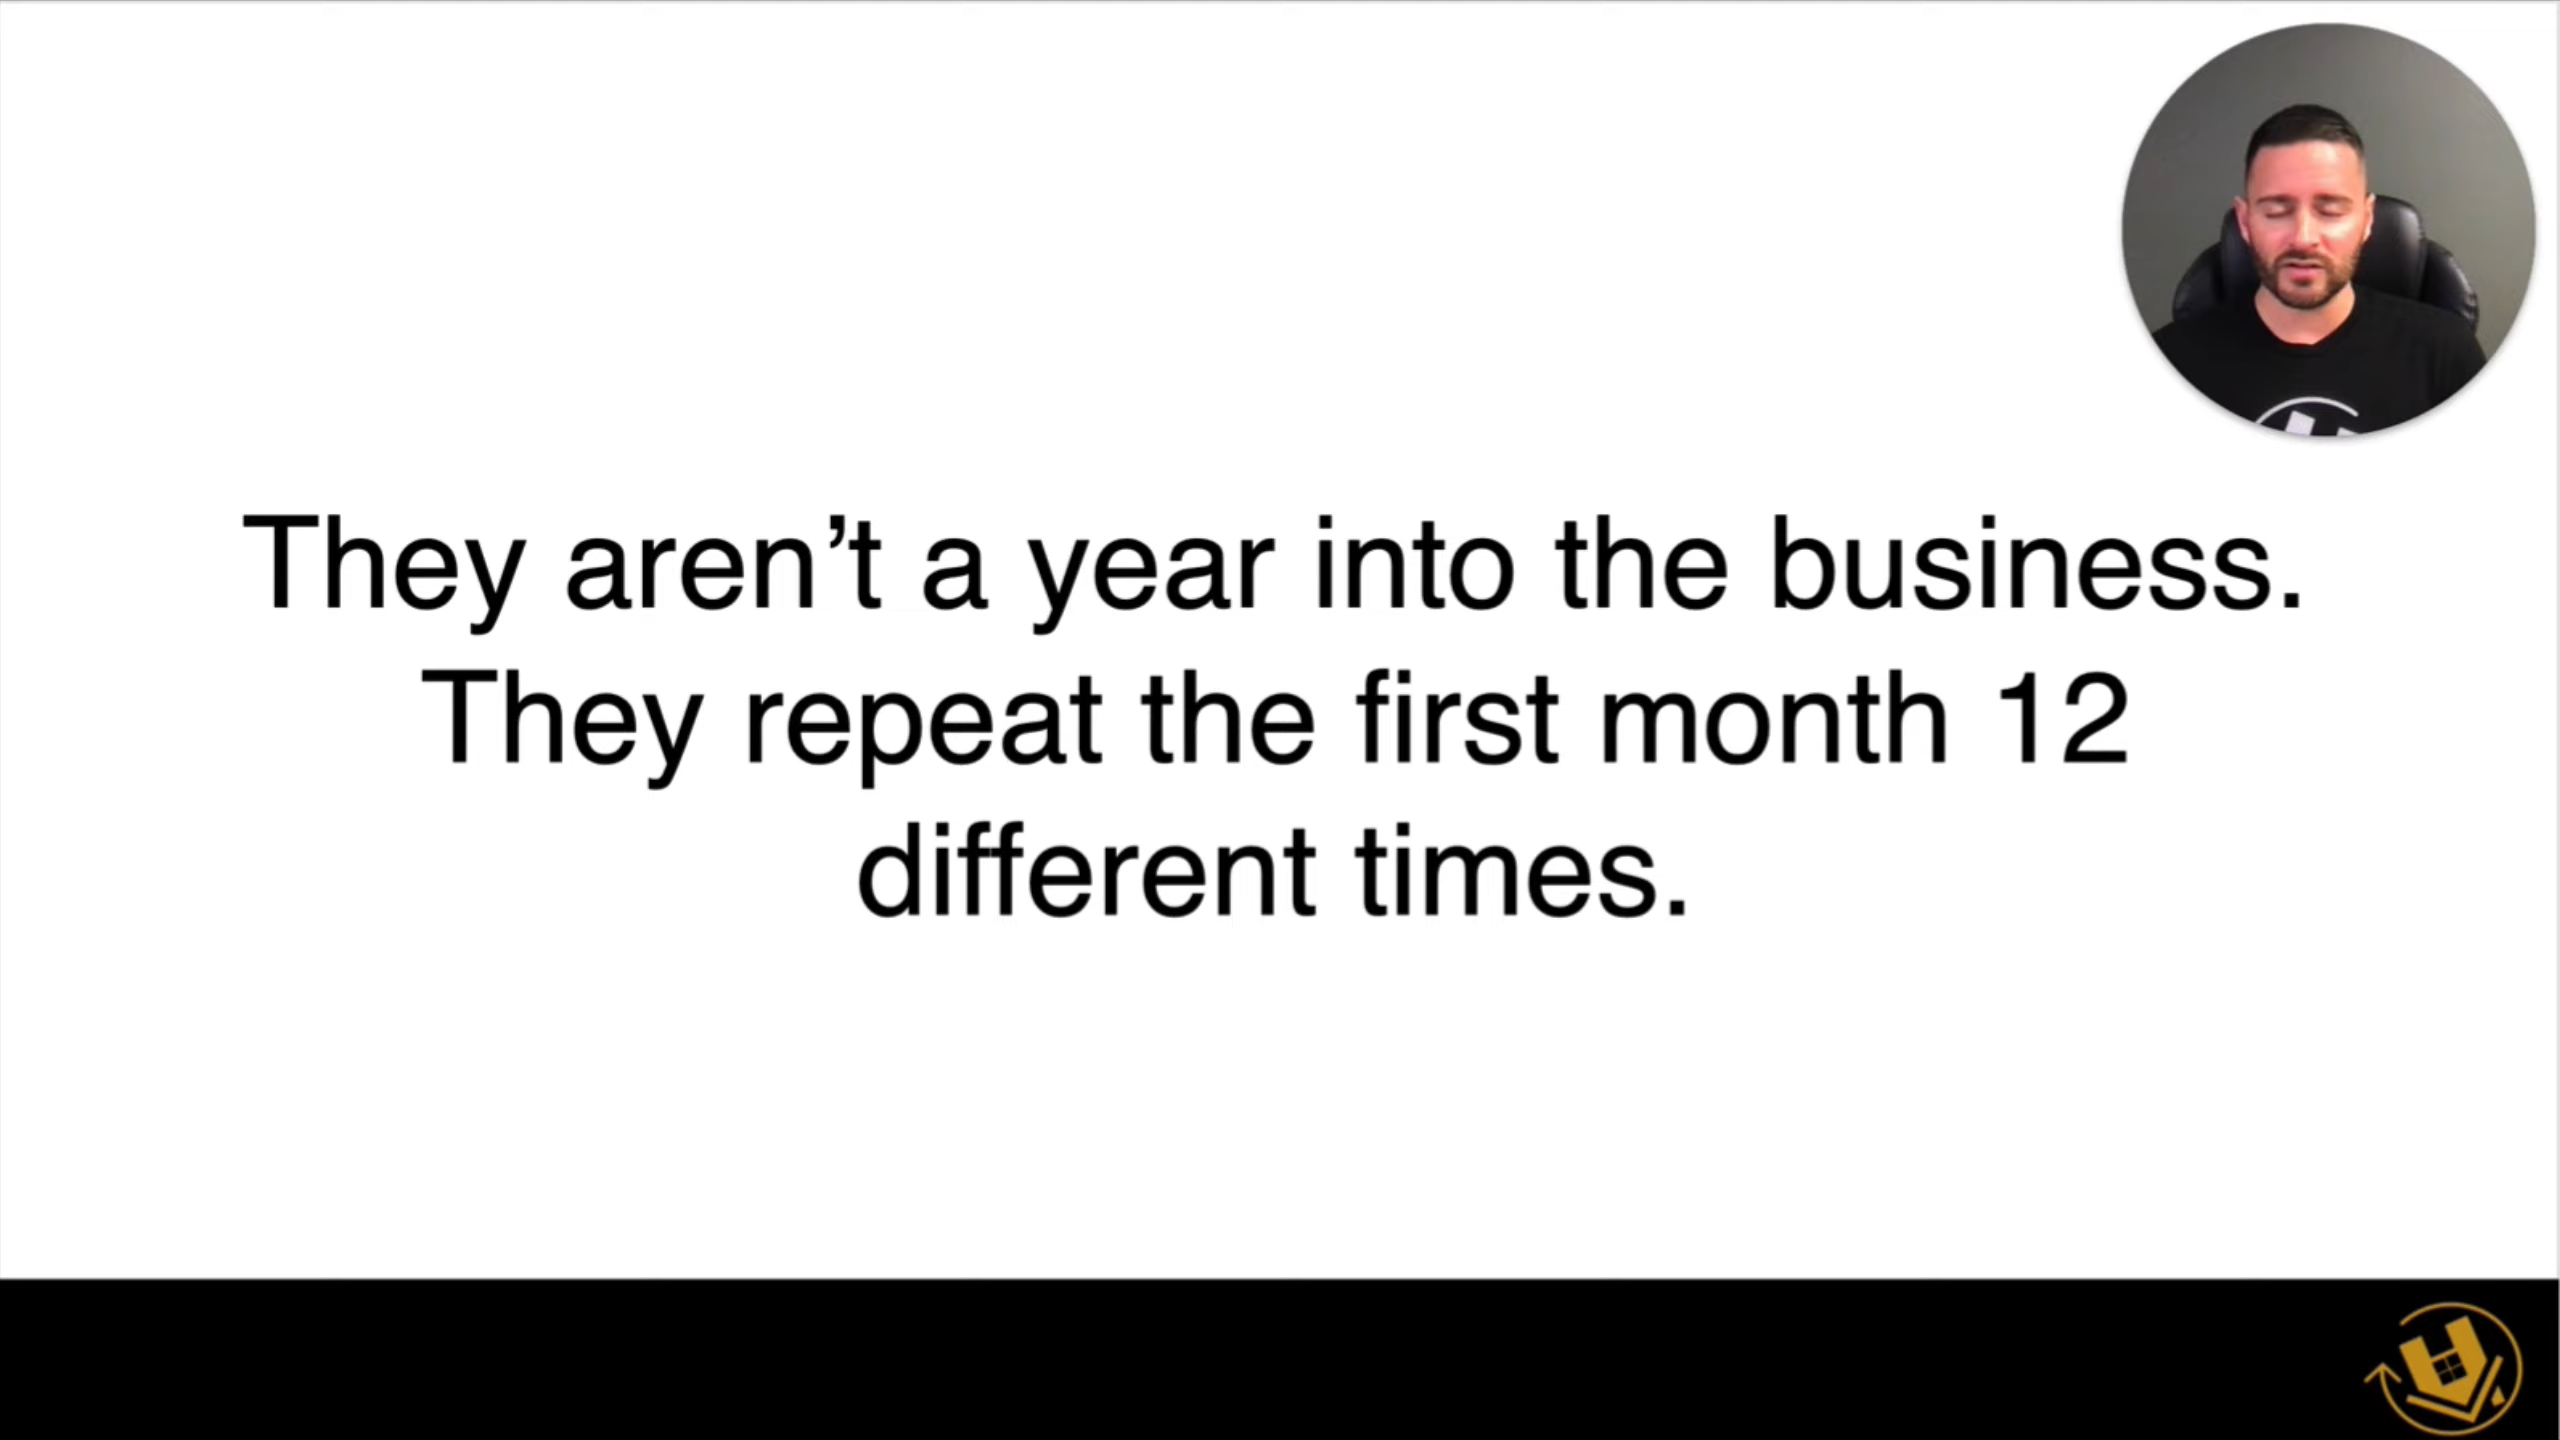 They aren’t a year into the business.
They repeat the first month 12
different times.